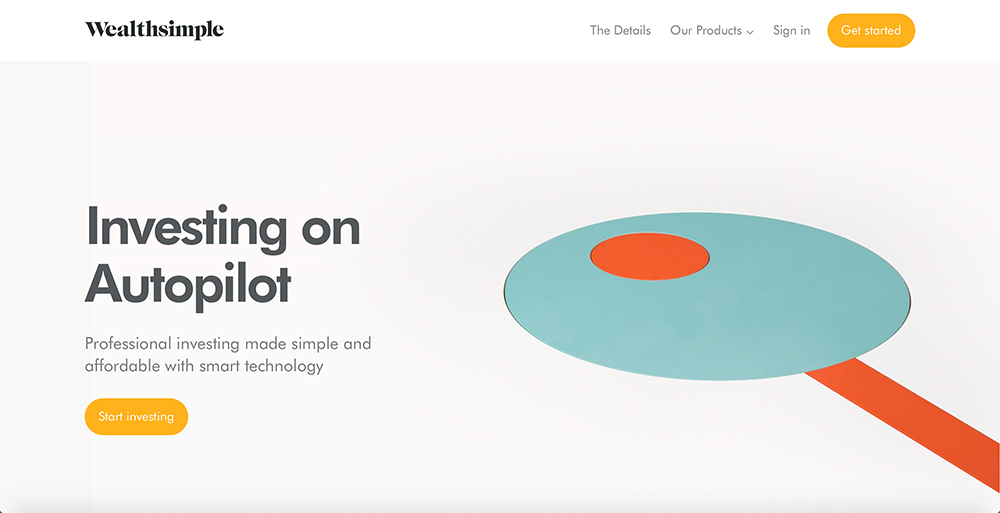 Wealthsimple
The Details
Our Products
Sign in
Get started
Investing on
Autopilot
Professional investing made simple and
affordable with smart technology
Start investing